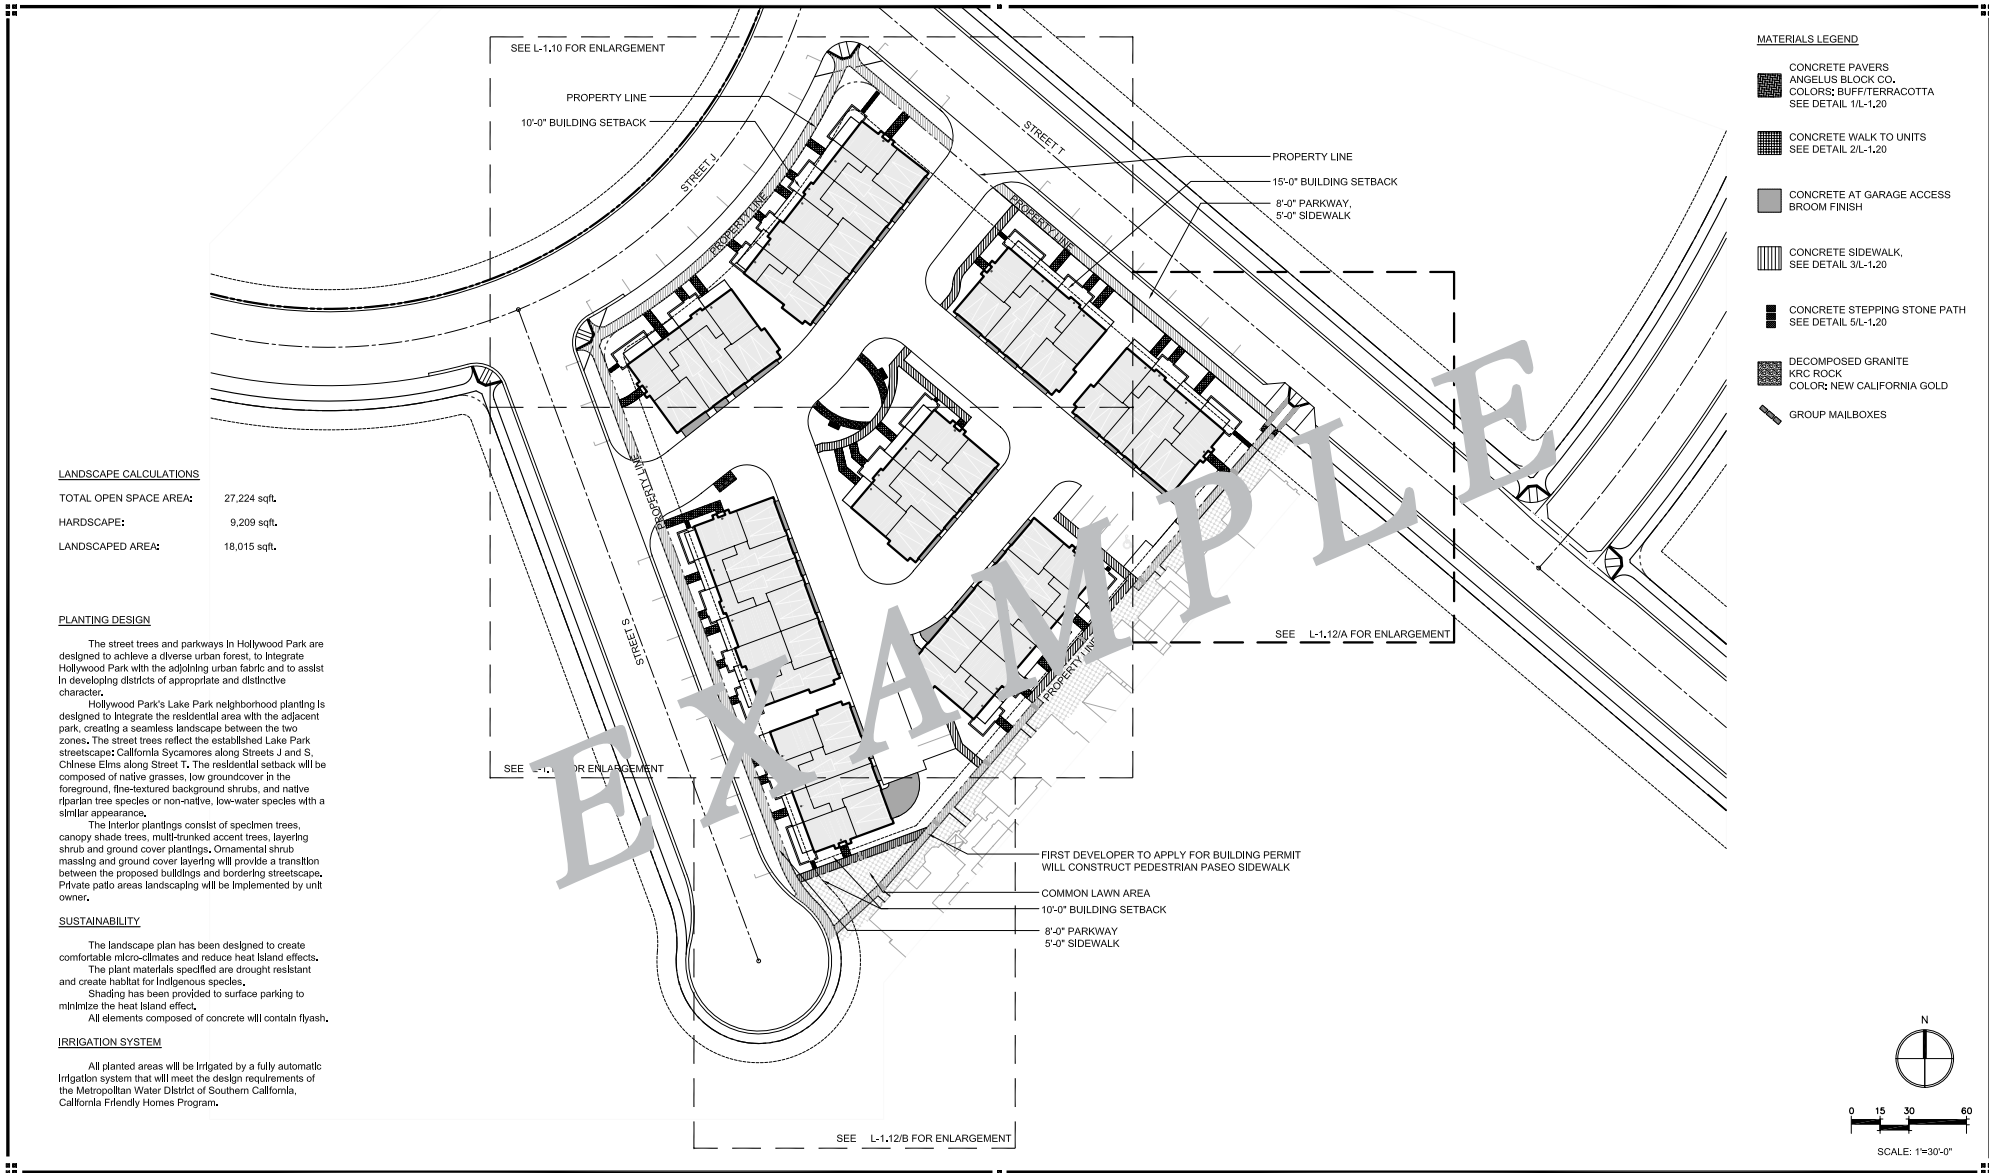 SEE L-1.10 FOR ENLARGEMENT
PROPERTY LINE
10'-0" BUILDING SETBACK
STREET J
PROPERTY LINE
STREET T
PROPERTY LINE
PROPERTY LINE
15'-0" BUILDING SETBACK
8'-0" PARKWAY,
5'-0" SIDEWALK
MATERIALS LEGEND
CONCRETE PAVERS
ANGELUS BLOCK CO.
COLORS: BUFF/TERRACOTTA
SEE DETAIL 1/L-1.20
CONCRETE WALK TO UNITS
SEE DETAIL 2/L-1.20
CONCRETE AT GARAGE ACCESS
BROOM FINISH
CONCRETE SIDEWALK,
SEE DETAIL 3/L-1.20
CONCRETE STEPPING STONE PATH
SEE DETAIL 5/L-1.20
DECOMPOSED GRANITE
KRC ROCK
COLOR: NEW CALIFORNIA GOLD
GROUP MAILBOXES
LANDSCAPE CALCULATIONS
TOTAL OPEN SPACE AREA: 27,224 sqft.
HARDSCAPE: 9,209 sqft.
LANDSCAPED AREA: 18,015 sqft.
PLANTING DESIGN
The street trees and parkways in Hollywood Park are
designed to achieve a diverse urban forest, to integrate
Hollywood Park with the adjoining urban fabric and to assist
in developing districts of appropriate and distinctive
character.
Hollywood Park's Lake Park neighborhood planting is
designed to integrate the residential area with the adjacent
park, creating a seamless landscape between the two
zones. The street trees reflect the established Lake Park
streetscape: California Sycamores along Streets J and S,
Chinese Elms along Street T. The residential setback will be
composed of native grasses, low groundcover in the
foreground, fine-textured background shrubs, and native
riparian tree species or non-native, low-water species with a
similar appearance.
The interior plantings consist of specimen trees,
canopy shade trees, multi-trunked accent trees, layering
shrub and ground cover plantings. Ornamental shrub
massing and ground cover layering will provide a transition
between the proposed buildings and bordering streetscape.
Private patio areas landscaping will be implemented by unit
owner.
SUSTAINABILITY
The landscape plan has been designed to create
comfortable micro-climates and reduce heat island effects.
The plant materials specified are drought resistant
and create habitat for indigenous species.
Shading has been provided to surface parking to
minimize the heat island effect.
All elements composed of concrete will contain flyash.
IRRIGATION SYSTEM
All planted areas will be irrigated by a fully automatic
irrigation system that will meet the design requirements of
the Metropolitan Water District of Southern California,
California Friendly Homes Program.
PROPERTY LINE
PROPERTY LINE
STREET S
EXAMPLE
PROPERTY LINE
SEE L-1.12/A FOR ENLARGEMENT
SEE FOR ENLARGEMENT
FIRST DEVELOPER TO APPLY FOR BUILDING PERMIT
WILL CONSTRUCT PEDESTRIAN PASEO SIDEWALK
COMMON LAWN AREA
10'-0" BUILDING SETBACK
8'-0" PARKWAY
5'-0" SIDEWALK
SEE L-1.12/B FOR ENLARGEMENT
N
0 15 30 60
SCALE: 1"=30'-0"